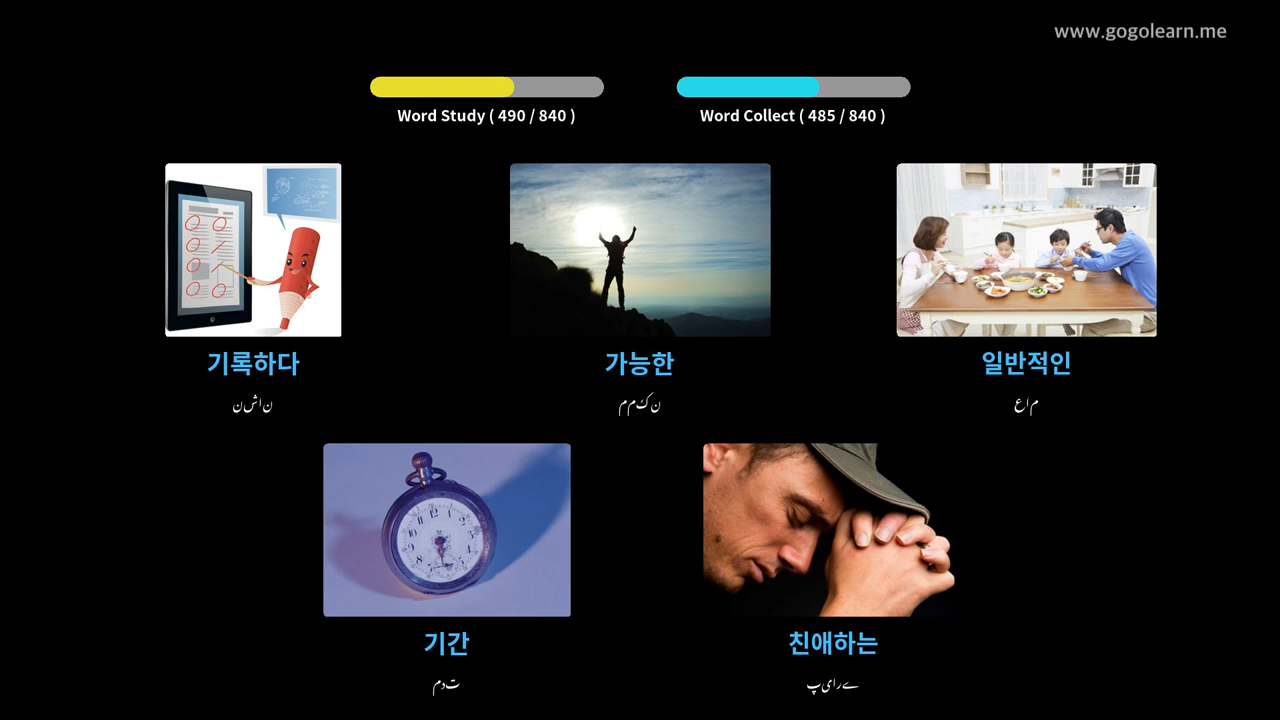 www.gogolearn.me
Word Study ( 490 / 840 )
Word Collect ( 485 / 840 )
기록하다
نشان
가능한
ممکن
일반적인
عام
기간
مدت
친애하는
پیارے